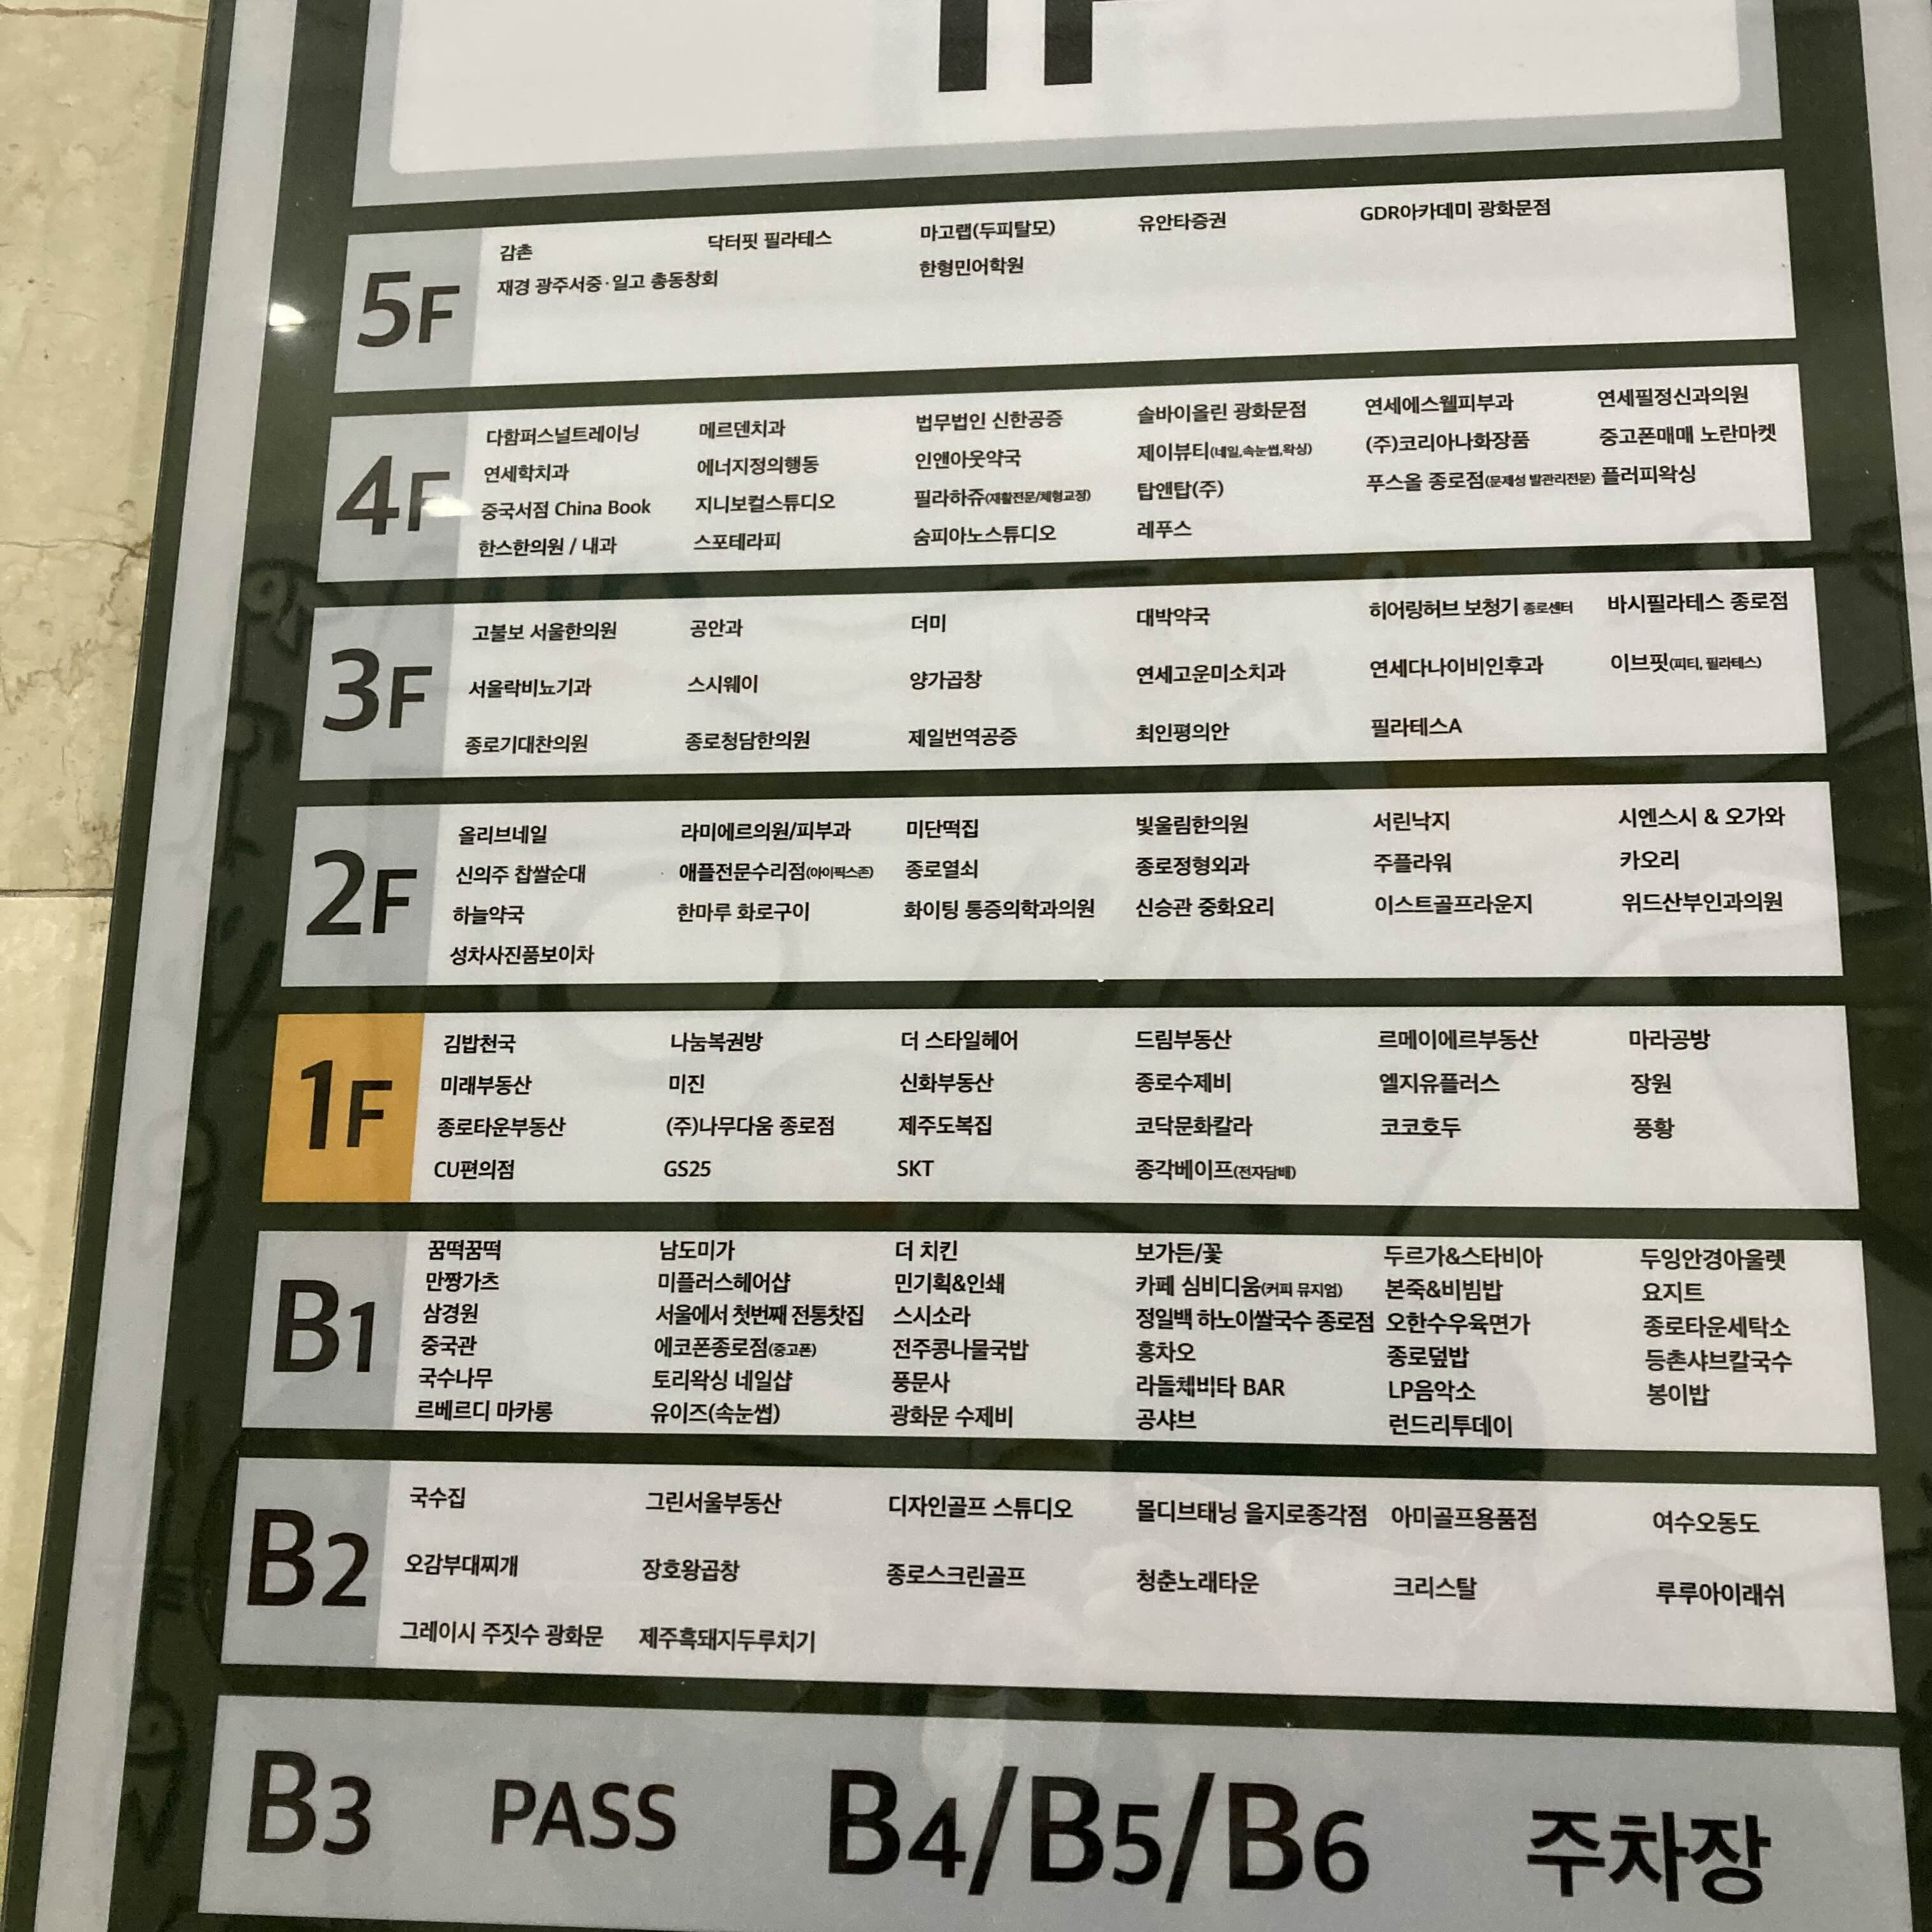 1F
5F
감촌 닥터핏 필라테스 마고랩(두피탈모) 유안타증권 GDR아카데미 광화문점
재경 광주서중·일고 총동창회 한형민어학원
4F
다함퍼스널트레이닝 메르덴치과 법무법인 신한공증 솔바이올린 광화문점 연세에스웰피부과 연세필정신과의원
연세학치과 에너지정의행동 인앤아웃약국 제이뷰티(네일,속눈썹,왁싱) (주)코리아나화장품 중고폰매매 노란마켓
중국서점 China Book 지니보컬스튜디오 필라하쥬(재활전문/체형교정) 탑앤탑(주) 푸스올 종로점(문제성 발관리전문) 플러피왁싱
한스한의원 / 내과 스포테라피 숨피아노스튜디오 레푸스
3F
고불보 서울한의원 공안과 더미 대박약국 히어링허브 보청기 종로센터 바시필라테스 종로점
서울락비뇨기과 스시웨이 양가곱창 연세고운미소치과 연세다나이비인후과 이브핏(피티, 필라테스)
종로기대찬의원 종로청담한의원 제일번역공증 최인평의안 필라테스A
2F
올리브네일 라미에르의원/피부과 미단떡집 빛울림한의원 서린낙지 시엔스시 & 오가와
신의주 찹쌀순대 애플전문수리점(아이픽스존) 종로열쇠 종로정형외과 주플라워 카오리
하늘약국 한마루 화로구이 화이팅 통증의학과의원 신승관 중화요리 이스트골프라운지 위드산부인과의원
성차사진품보이차
1F
김밥천국 나눔복권방 더 스타일헤어 드림부동산 르메이에르부동산 마라공방
미래부동산 미진 신화부동산 종로수제비 엘지유플러스 장원
종로타운부동산 (주)나무다움 종로점 제주도복집 코닥문화칼라 코코호두 풍황
CU편의점 GS25 SKT 종각베이프(전자담배)
B1
꿈떡꿈떡 남도미가 더 치킨 보가든/꽃 두르가&스타비아 두잉안경아울렛
만짱가츠 미플러스헤어샵 민기획&인쇄 카페 심비디움(커피 뮤지엄) 본죽&비빔밥 요지트
삼경원 서울에서 첫번째 전통찻집 스시소라 정일백 하노이쌀국수 종로점 오한수우육면가 종로타운세탁소
중국관 에코폰종로점(중고폰) 전주콩나물국밥 홍차오 종로덮밥 등촌샤브칼국수
국수나무 토리왁싱 네일샵 풍문사 라돌체비타 BAR LP음악소 봉이밥
르베르디 마카롱 유이즈(속눈썹) 광화문 수제비 공샤브 런드리투데이
B2
국수집 그린서울부동산 디자인골프 스튜디오 몰디브태닝 을지로종각점 아미골프용품점 여수오동도
오감부대찌개 장호왕곱창 종로스크린골프 청춘노래타운 크리스탈 루루아이래쉬
그레이시 주짓수 광화문 제주흑돼지두루치기
B3 PASS B4/B5/B6 주차장